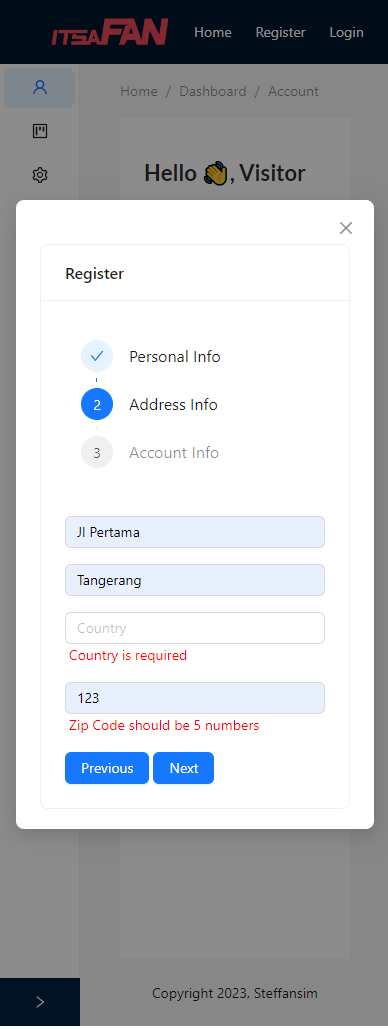 ITSAFAN Home Register Login
Home / Dashboard / Account
Hello 👋, Visitor
Register
Personal Info
2 Address Info
3 Account Info
Jl Pertama
Tangerang
Country
Country is required
123
Zip Code should be 5 numbers
Previous Next
Copyright 2023, Steffansim